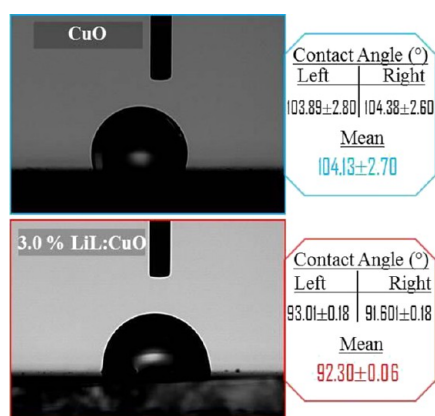 CuO
Contact Angle (°)
Left Right
103.89±2.80 104.38±2.60
Mean
104.13±2.70
3.0 % LiL:CuO
Contact Angle (°)
Left Right
93.01±0.18 91.601±0.18
Mean
92.30±0.06